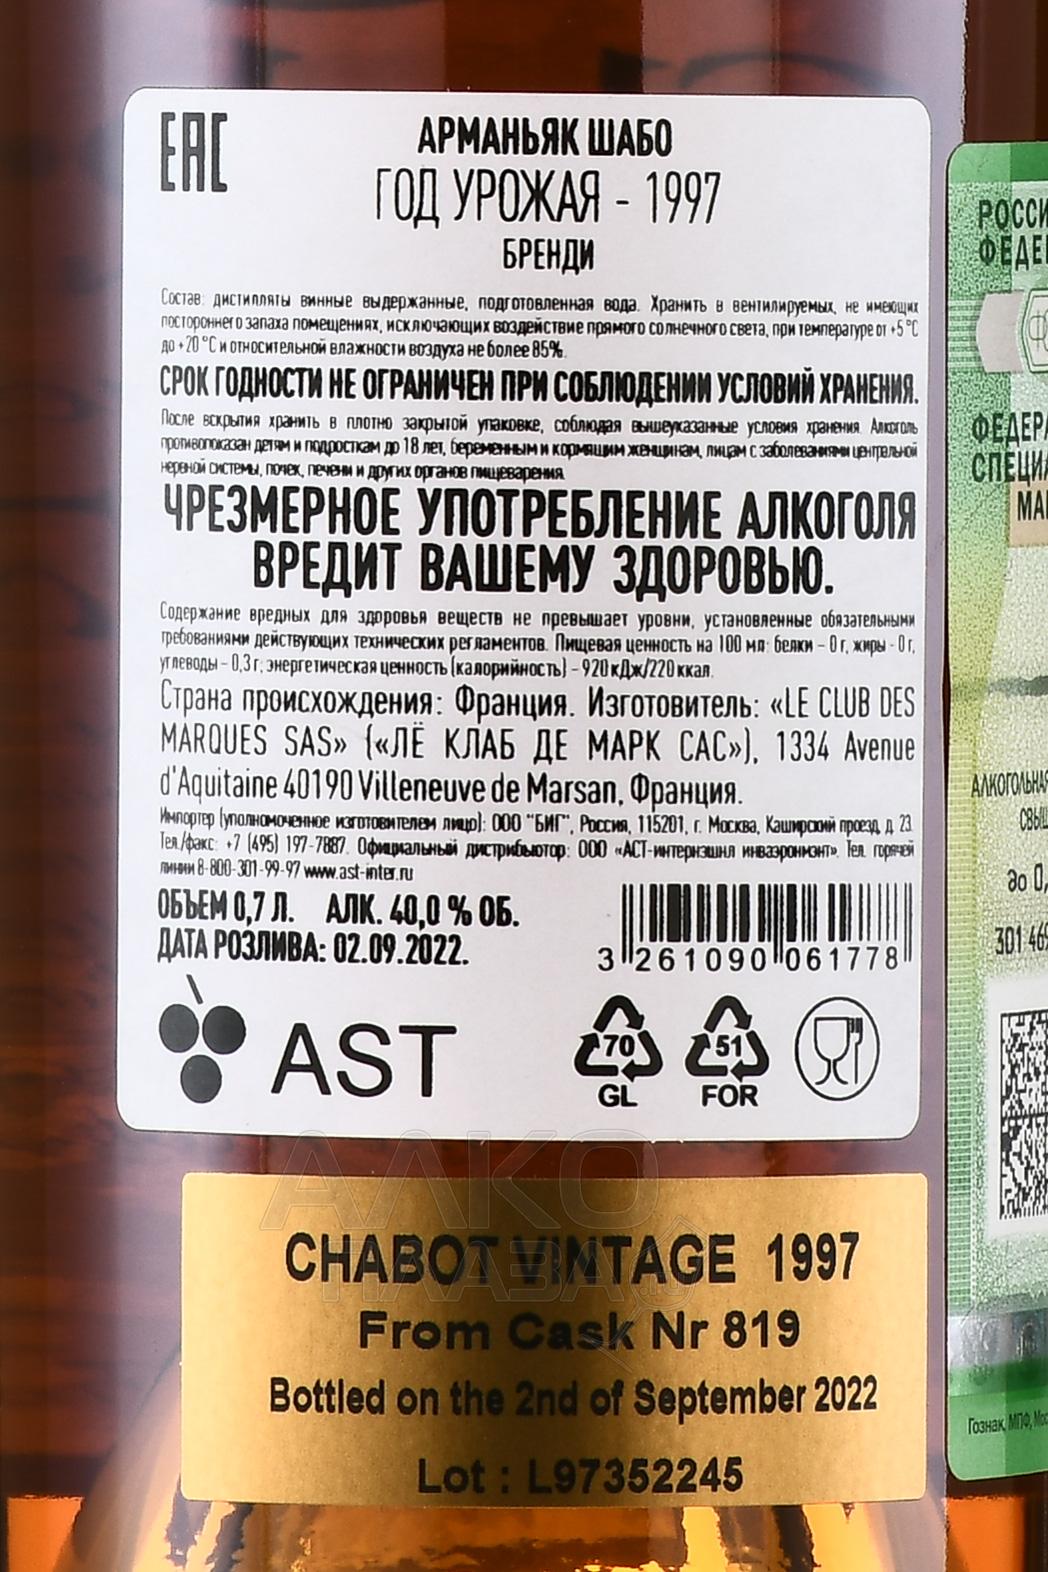 EAC
АРМАНЬЯК ШАБО
ГОД УРОЖАЯ - 1997
БРЕНДИ
Состав: дистилляты винные выдержанные, подготовленная вода. Хранить в вентилируемых, не имеющих
постороннего запаха помещениях, исключающих воздействие прямого солнечного света, при температуре от +5 °С
до +20 °С и относительной влажности воздуха не более 85%.
СРОК ГОДНОСТИ НЕ ОГРАНИЧЕН ПРИ СОБЛЮДЕНИИ УСЛОВИЙ ХРАНЕНИЯ.
После вскрытия хранить в плотно закрытой упаковке, соблюдая вышеуказанные условия хранения. Алкоголь
противопоказан детям и подросткам до 18 лет, беременным и кормящим женщинам, лицам с заболеваниями центральной
нервной системы, почек, печени и других органов пищеварения.
ЧРЕЗМЕРНОЕ УПОТРЕБЛЕНИЕ АЛКОГОЛЯ
ВРЕДИТ ВАШЕМУ ЗДОРОВЬЮ.
Содержание вредных для здоровья веществ не превышает уровни, установленные обязательными
требованиями действующих технических регламентов. Пищевая ценность на 100 мл: белки – 0 г, жиры - 0 г,
углеводы – 0,3 г; энергетическая ценность (калорийность) – 920 кДж/220 ккал.
Страна происхождения: Франция. Изготовитель: «LE CLUB DES
MARQUES SAS» («ЛЁ КЛАБ ДЕ МАРК САС»), 1334 Avenue
d'Aquitaine 40190 Villeneuve de Marsan, Франция.
Импортер (уполномоченное изготовителем лицо): ООО "БИГ", Россия, 115201, г. Москва, Каширский проезд, д. 23.
Тел./факс: +7 (495) 197-7887. Официальный дистрибьютор: ООО «АСТ-интернэшнл инваэронмэнт». Тел. горячей
линии 8-800-301-99-97 www.ast-inter.ru
ОБЪЕМ 0,7 Л. АЛК. 40,0 % ОБ.
ДАТА РОЗЛИВА: 02.09.2022.
3 261090 061778
AST
70
GL
51
FOR
CHABOT VINTAGE 1997
From Cask Nr 819
Bottled on the 2nd of September 2022
Lot : L97352245
АЛКО
ПЛАЗА
РОССИ
ФЕДЕ
ФЕДЕРА
СПЕЦИА
МАР
АЛКОГОЛЬНАЯ
СВЫШ
до 0,
301 469
Гознак, МПФ, Мос